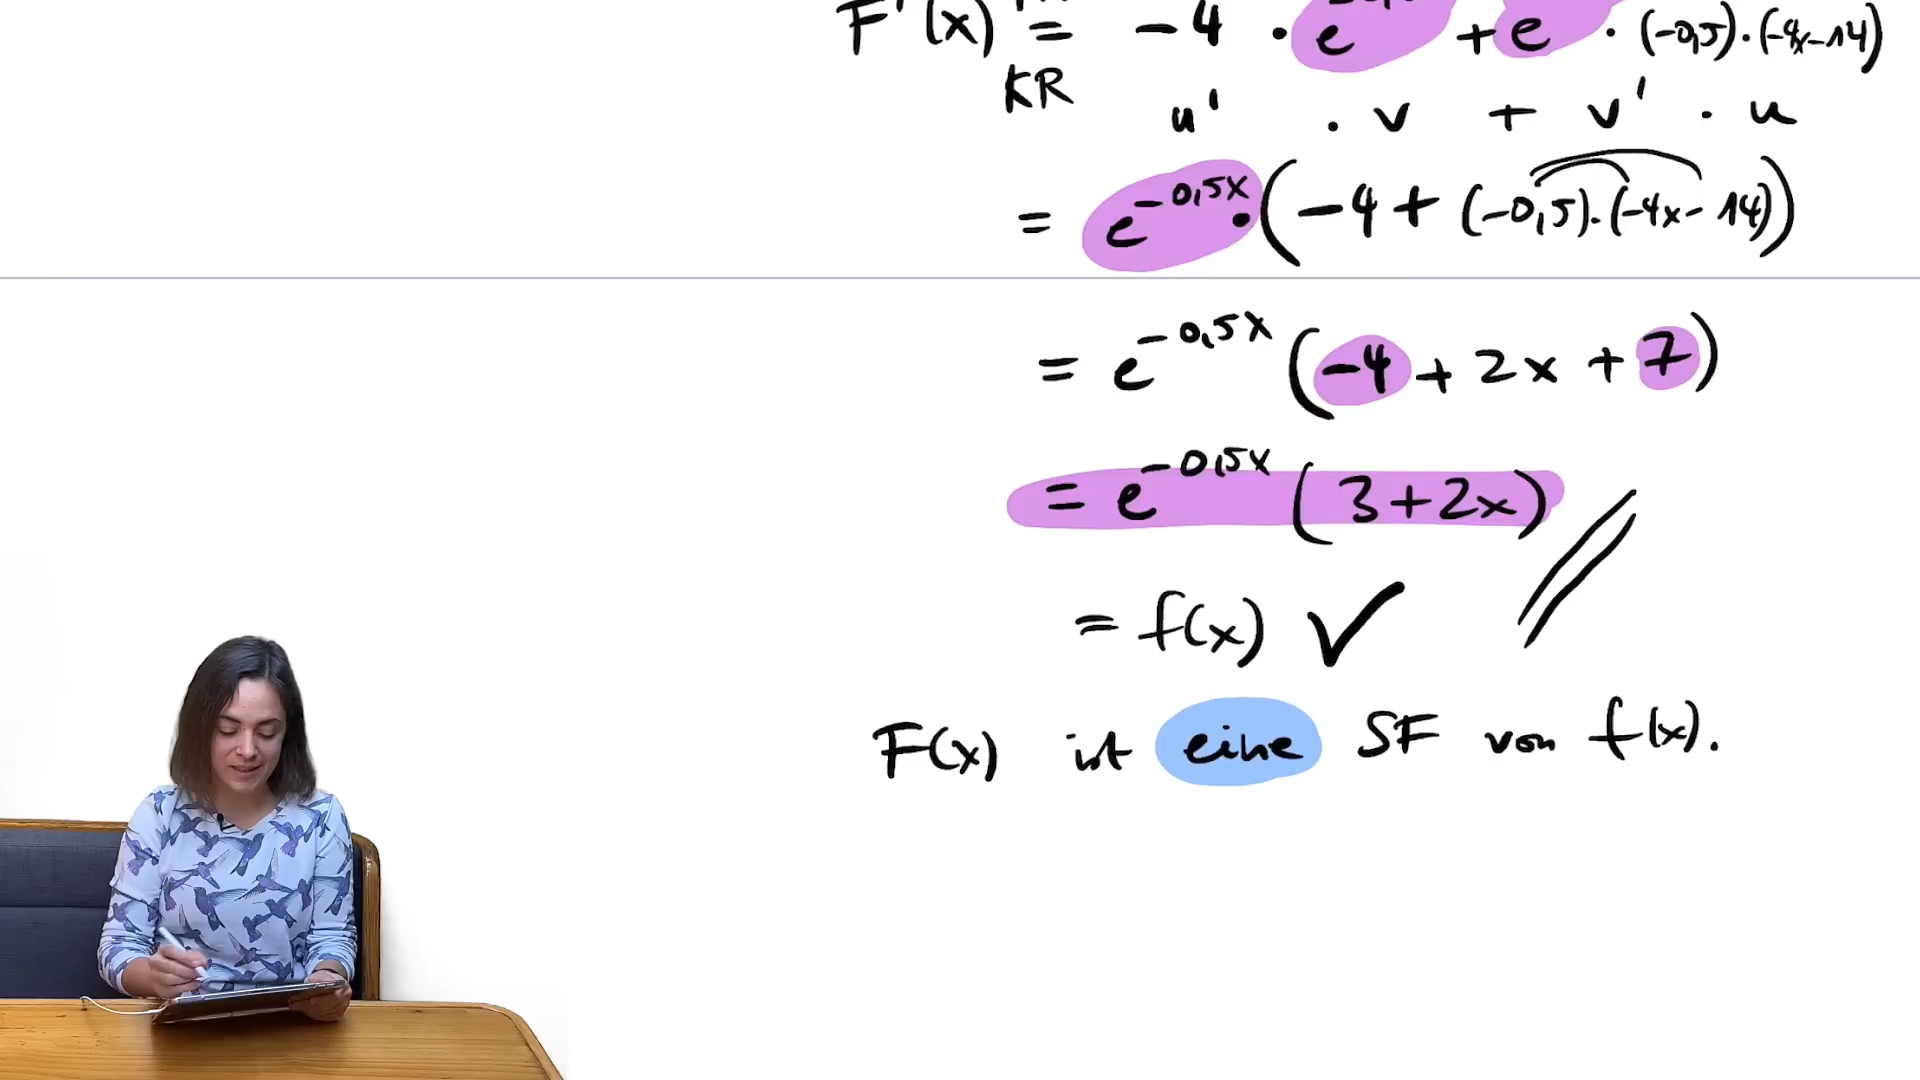 F'(x) = -4 · e + e · (-0,5) · (-4x-14)
KR
u' · v + v' · u
= e^-0,5x · (-4 + (-0,5) · (-4x-14))
= e^-0,5x (-4 + 2x + 7)
= e^-0,5x (3+2x)
= f(x) ✓
F(x) ist eine SF von f(x).